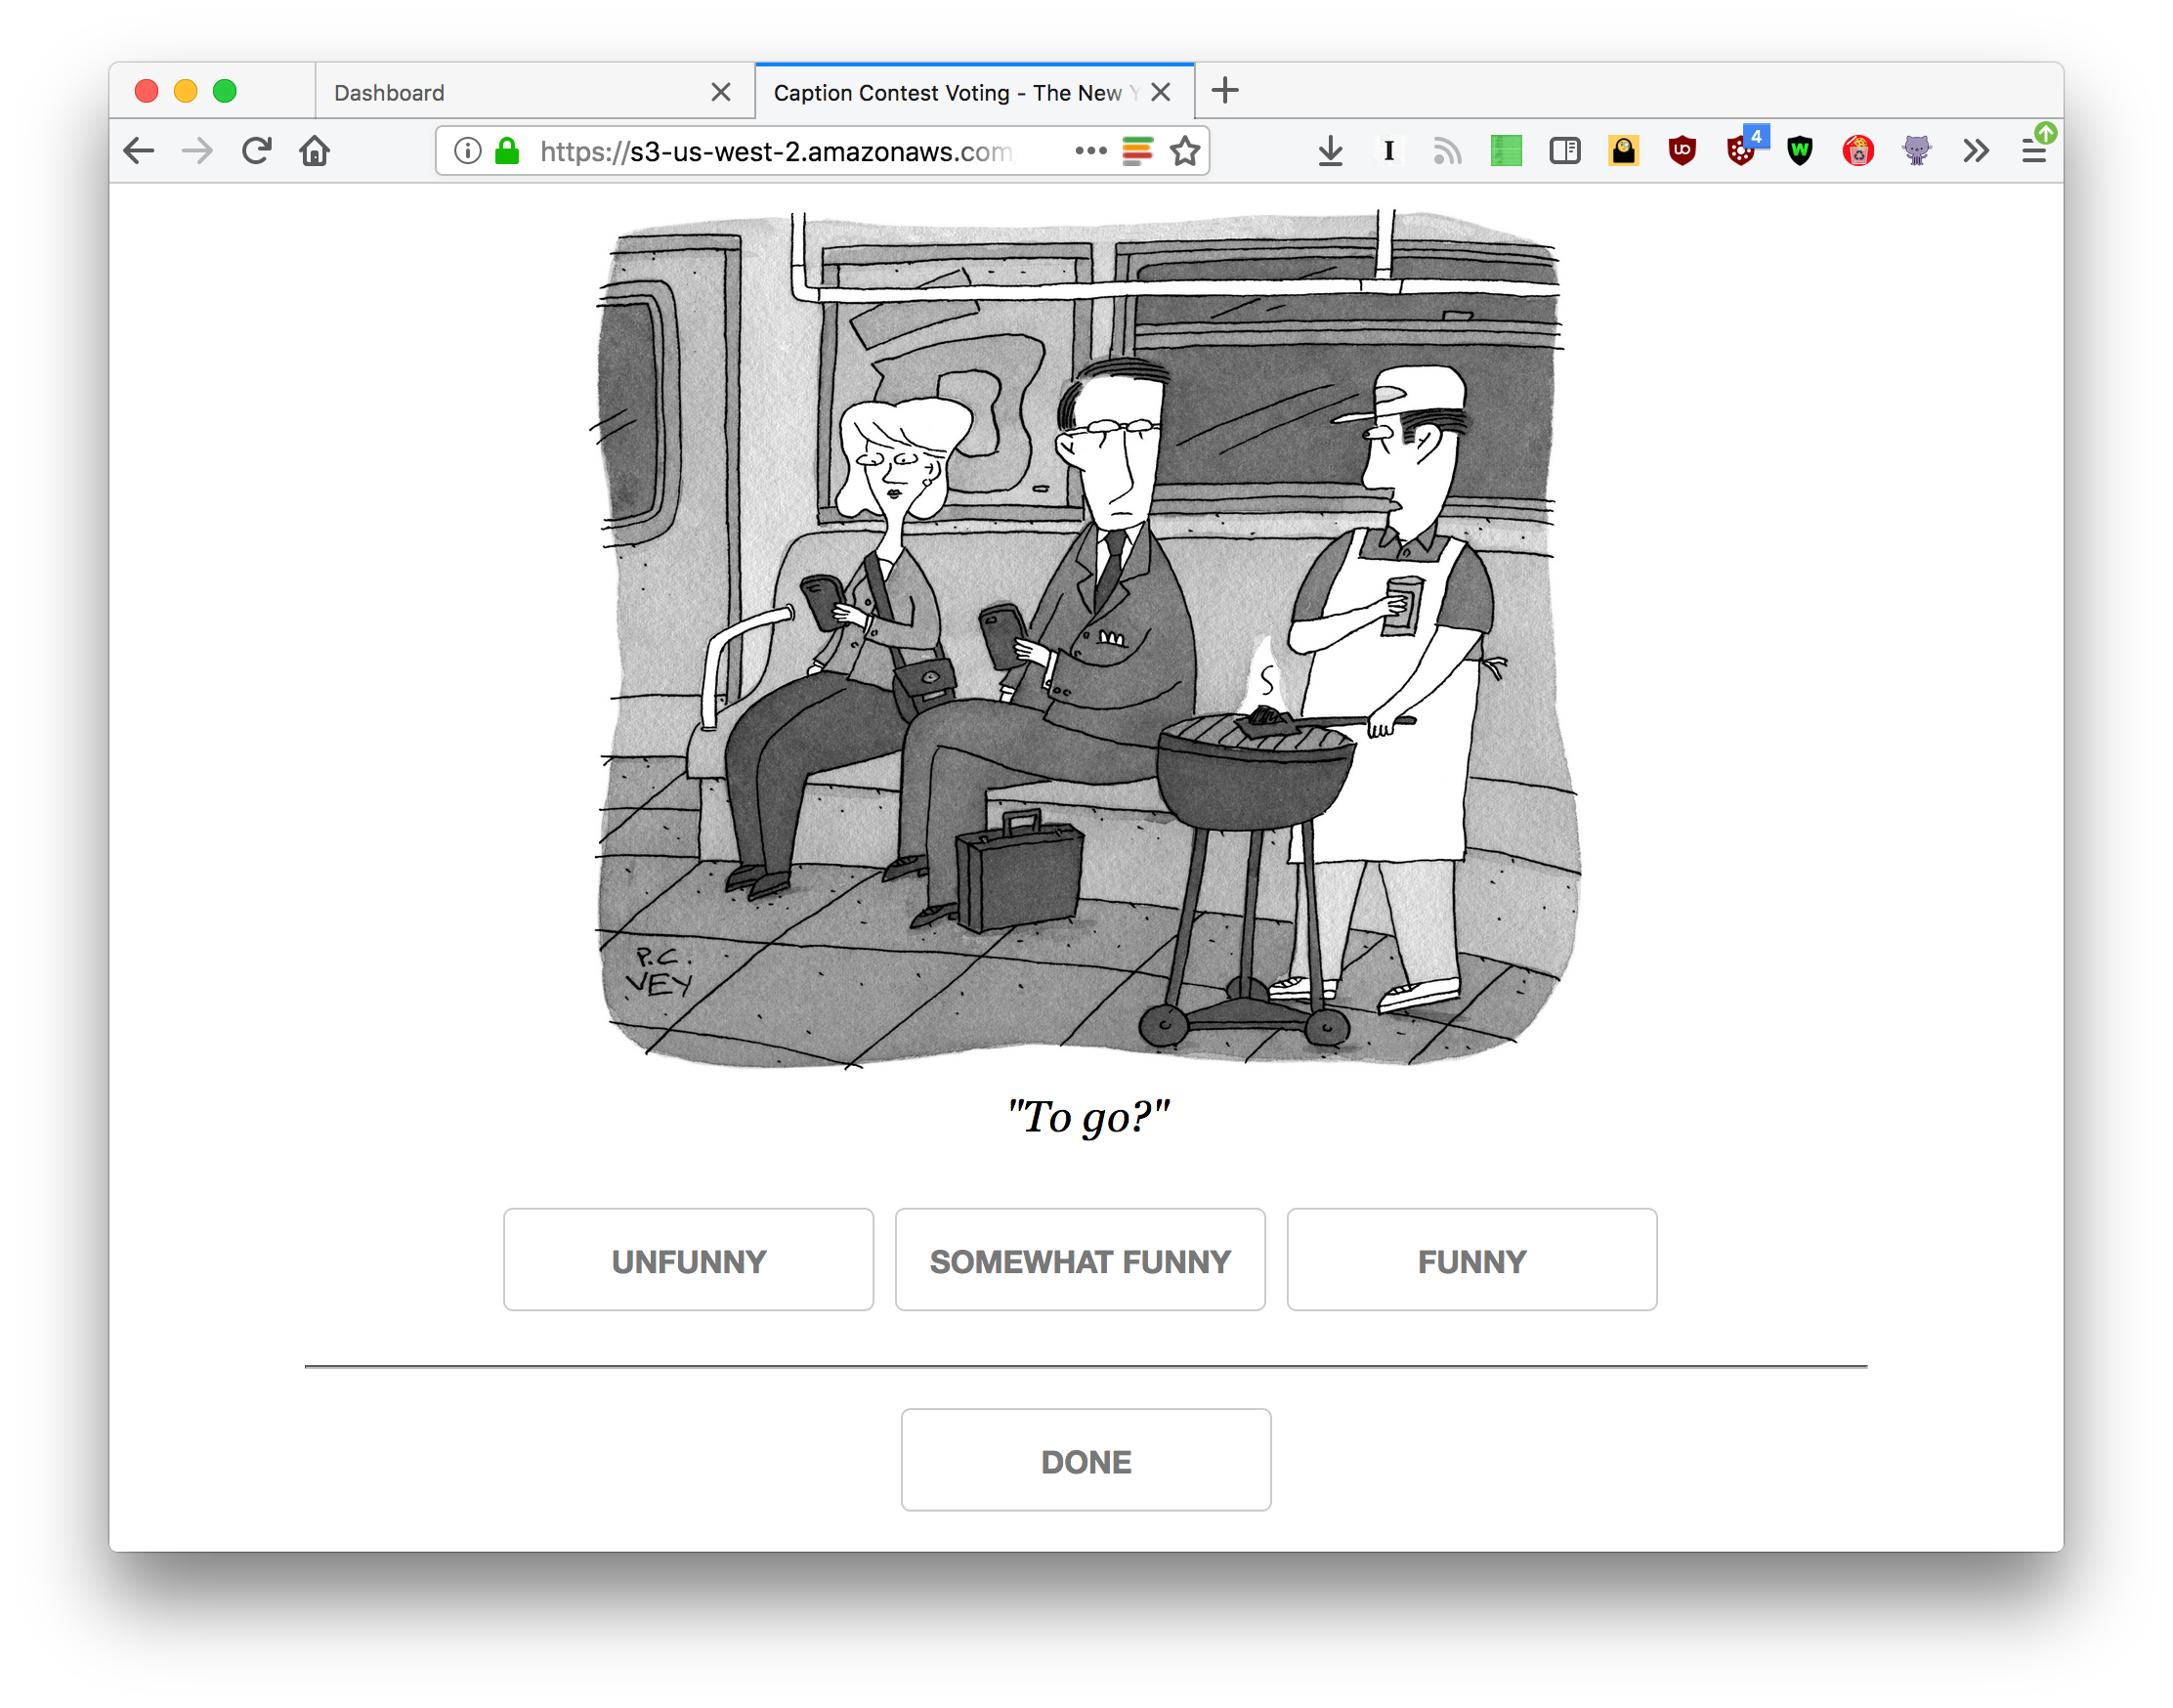 Dashboard
Caption Contest Voting - The New Y
https://s3-us-west-2.amazonaws.com
4
P.C.
VEY
"To go?"
UNFUNNY
SOMEWHAT FUNNY
FUNNY
DONE